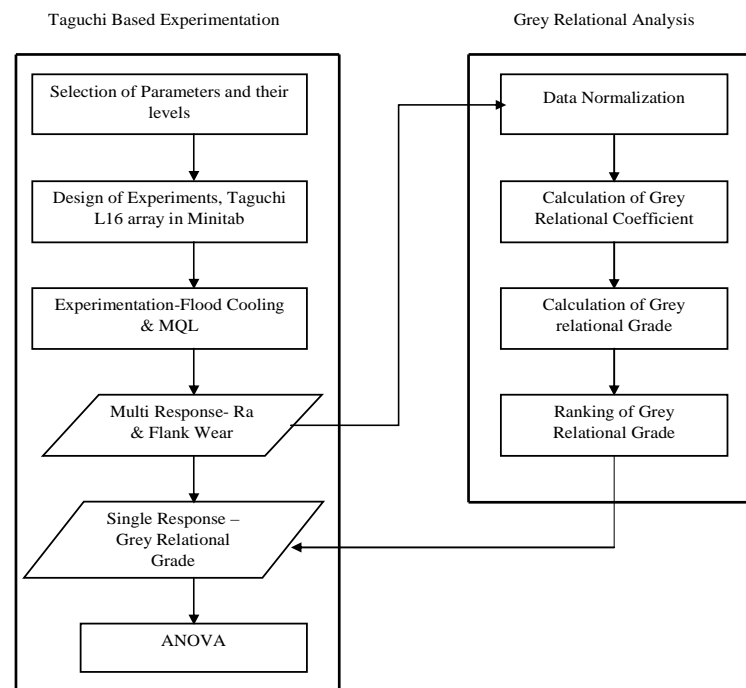 Taguchi Based Experimentation
Selection of Parameters and their
levels
Design of Experiments, Taguchi
L16 array in Minitab
Experimentation-Flood Cooling
& MQL
Multi Response- Ra
& Flank Wear
Single Response –
Grey Relational
Grade
ANOVA
Grey Relational Analysis
Data Normalization
Calculation of Grey
Relational Coefficient
Calculation of Grey
relational Grade
Ranking of Grey
Relational Grade